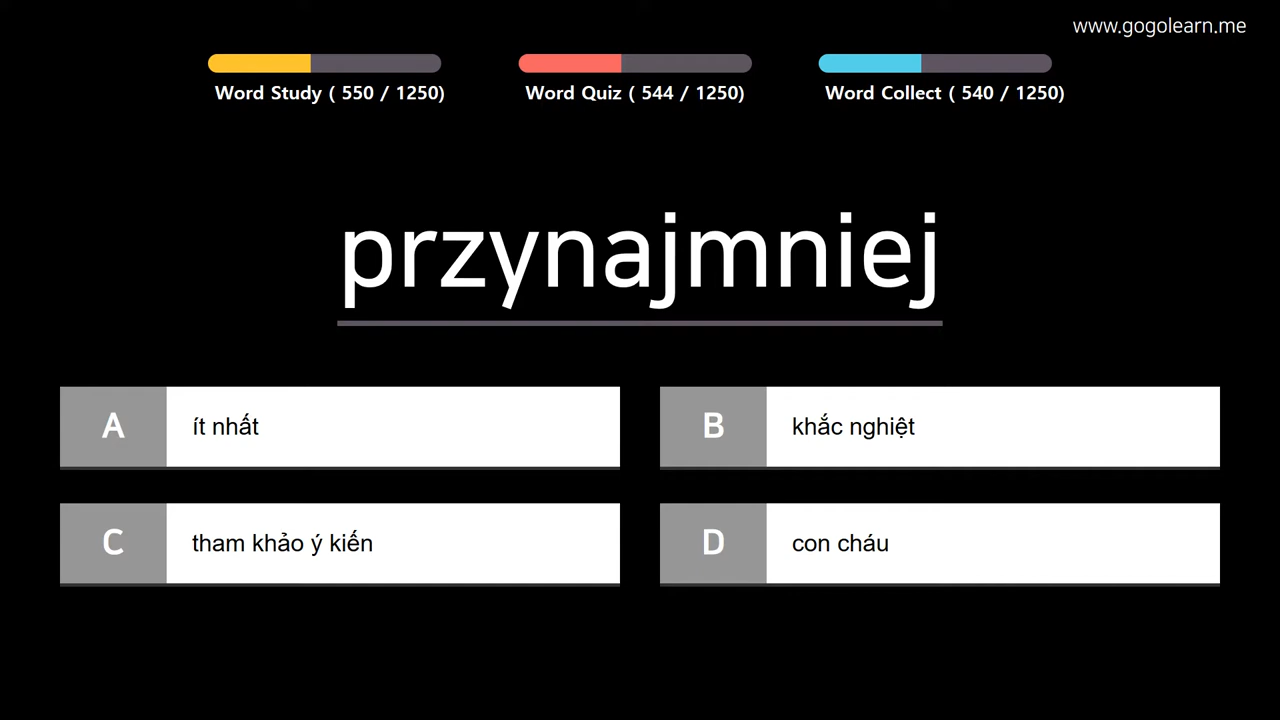 www.gogolearn.me
Word Study ( 550 / 1250)
Word Quiz ( 544 / 1250)
Word Collect ( 540 / 1250)
przynajmniej
A
ít nhất
B
khắc nghiệt
C
tham khảo ý kiến
D
con cháu